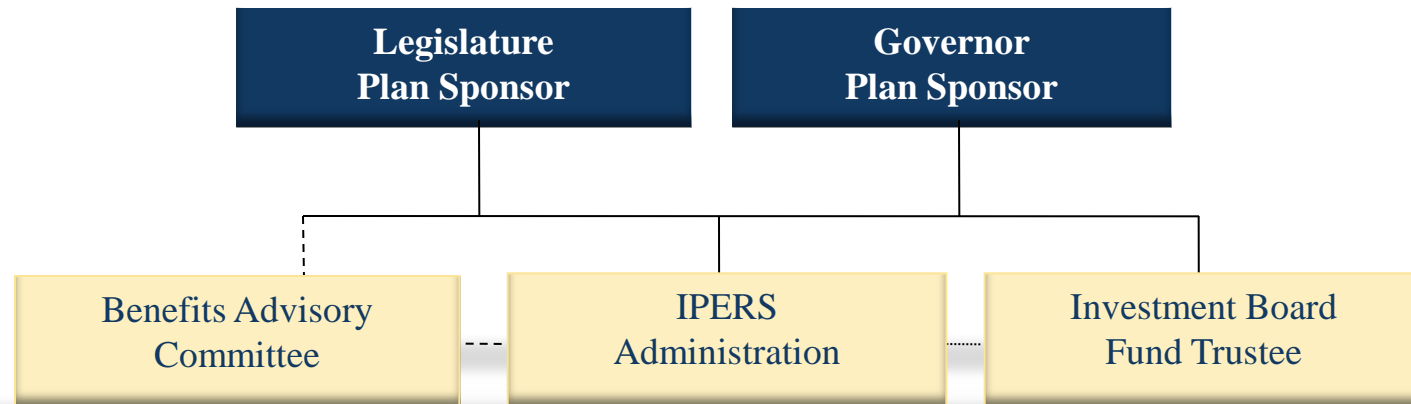 Legislature
Plan Sponsor
Governor
Plan Sponsor
Benefits Advisory
Committee
IPERS
Administration
Investment Board
Fund Trustee